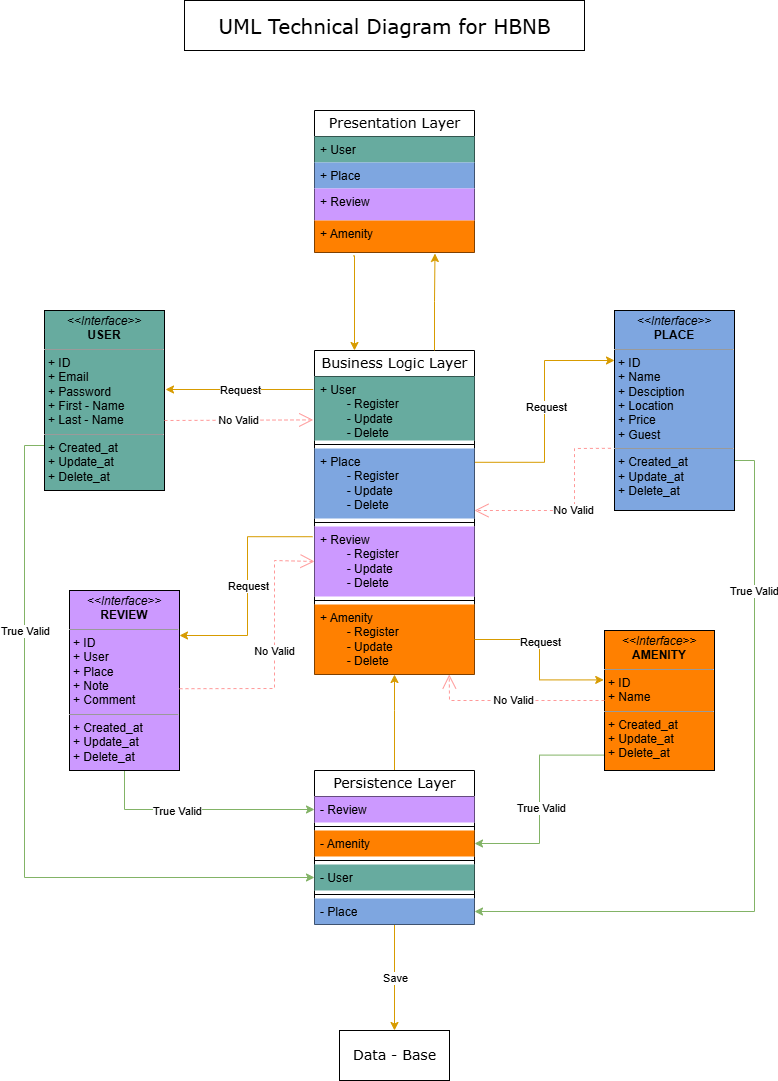 UML Technical Diagram for HBNB
Presentation Layer
+ User
+ Place
+ Review
+ Amenity
<<Interface>>
USER
+ ID
+ Email
+ Password
+ First - Name
+ Last - Name
+ Created_at
+ Update_at
+ Delete_at
Request
No Valid
Business Logic Layer
+ User
- Register
- Update
- Delete
+ Place
- Register
- Update
- Delete
+ Review
- Register
- Update
- Delete
+ Amenity
- Register
- Update
- Delete
<<Interface>>
PLACE
+ ID
+ Name
+ Desciption
+ Location
+ Price
+ Guest
+ Created_at
+ Update_at
+ Delete_at
Request
No Valid
True Valid
True Valid
<<Interface>>
REVIEW
+ ID
+ User
+ Place
+ Note
+ Comment
+ Created_at
+ Update_at
+ Delete_at
Request
No Valid
Request
No Valid
<<Interface>>
AMENITY
+ ID
+ Name
+ Created_at
+ Update_at
+ Delete_at
True Valid
True Valid
Persistence Layer
- Review
- Amenity
- User
- Place
Save
Data - Base